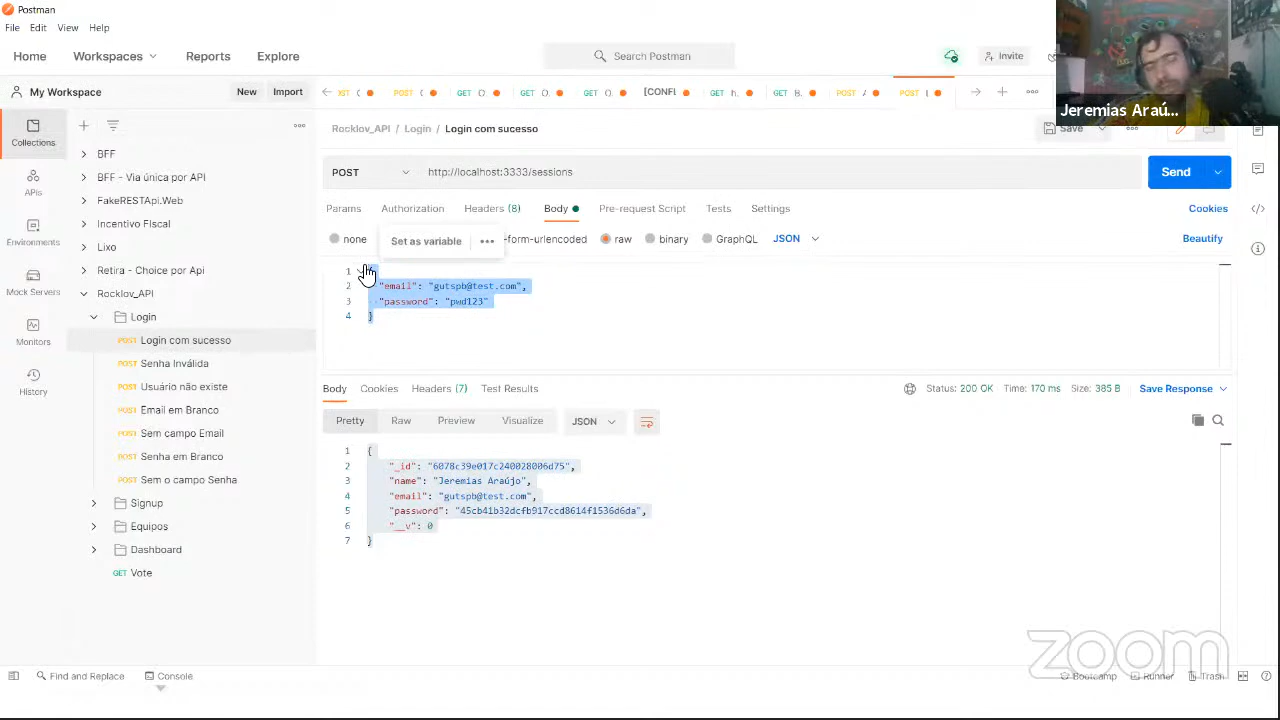 Postman
File Edit View Help
Home Workspaces Reports Explore Search Postman Invite
My Workspace New Import
POST GET [CONFL GET GET POST POST
Jeremias Araú...
Rocklov_API / Login / Login com sucesso Save
POST http://localhost:3333/sessions Send
Params Authorization Headers (8) Body Pre-request Script Tests Settings Cookies
none Set as variable -form-urlencoded raw binary GraphQL JSON Beautify
Collections
APIs
Environments
Mock Servers
Monitors
History
BFF
BFF - Via única por API
FakeRESTApi.Web
Incentivo FIscal
Lixo
Retira - Choice por Api
Rocklov_API
Login
POST Login com sucesso
POST Senha Inválida
POST Usuário não existe
POST Email em Branco
POST Sem campo Email
POST Senha em Branco
POST Sem o campo Senha
Signup
Equipos
Dashboard
GET Vote
1
2 "email": "gutspb@test.com",
3 "password": "pwd123"
4 }
Body Cookies Headers (7) Test Results Status: 200 OK Time: 170 ms Size: 385 B Save Response
Pretty Raw Preview Visualize JSON
1 {
2 "_id": "6078c39e017c240028006d75",
3 "name": "Jeremias Araújo",
4 "email": "gutspb@test.com",
5 "password": "45cb41b32dcfb917ccd8614f1536d6da",
6 "__v": 0
7 }
zoom
Find and Replace Console Bootcamp Runner Trash